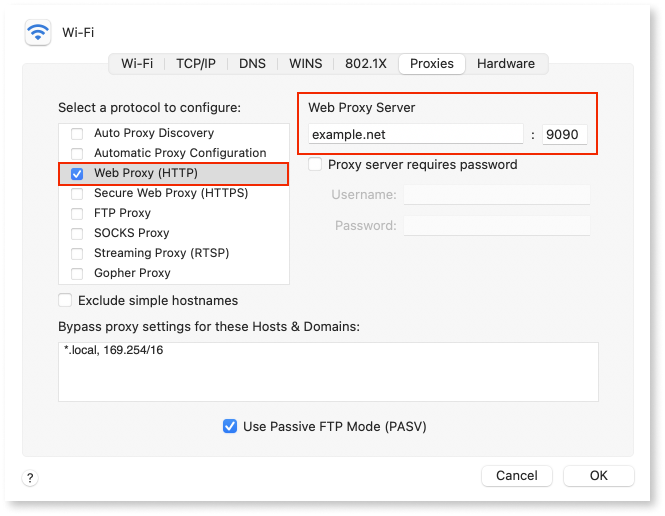 Wi-Fi
Wi-Fi TCP/IP DNS WINS 802.1X Proxies Hardware
Select a protocol to configure:
Auto Proxy Discovery
Automatic Proxy Configuration
Web Proxy (HTTP)
Secure Web Proxy (HTTPS)
FTP Proxy
SOCKS Proxy
Streaming Proxy (RTSP)
Gopher Proxy
Web Proxy Server
example.net : 9090
Proxy server requires password
Username:
Password:
Exclude simple hostnames
Bypass proxy settings for these Hosts & Domains:
*.local, 169.254/16
Use Passive FTP Mode (PASV)
? Cancel OK